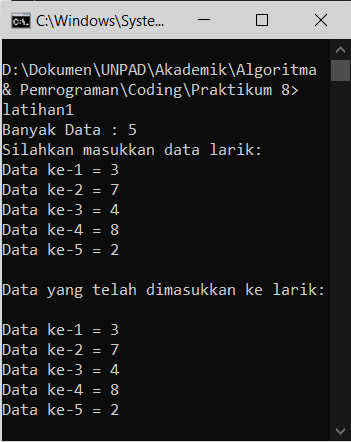 C:\Windows\Syste...
D:\Dokumen\UNPAD\Akademik\Algoritma
& Pemrograman\Coding\Praktikum 8>
latihan1
Banyak Data : 5
Silahkan masukkan data larik:
Data ke-1 = 3
Data ke-2 = 7
Data ke-3 = 4
Data ke-4 = 8
Data ke-5 = 2
Data yang telah dimasukkan ke larik:
Data ke-1 = 3
Data ke-2 = 7
Data ke-3 = 4
Data ke-4 = 8
Data ke-5 = 2